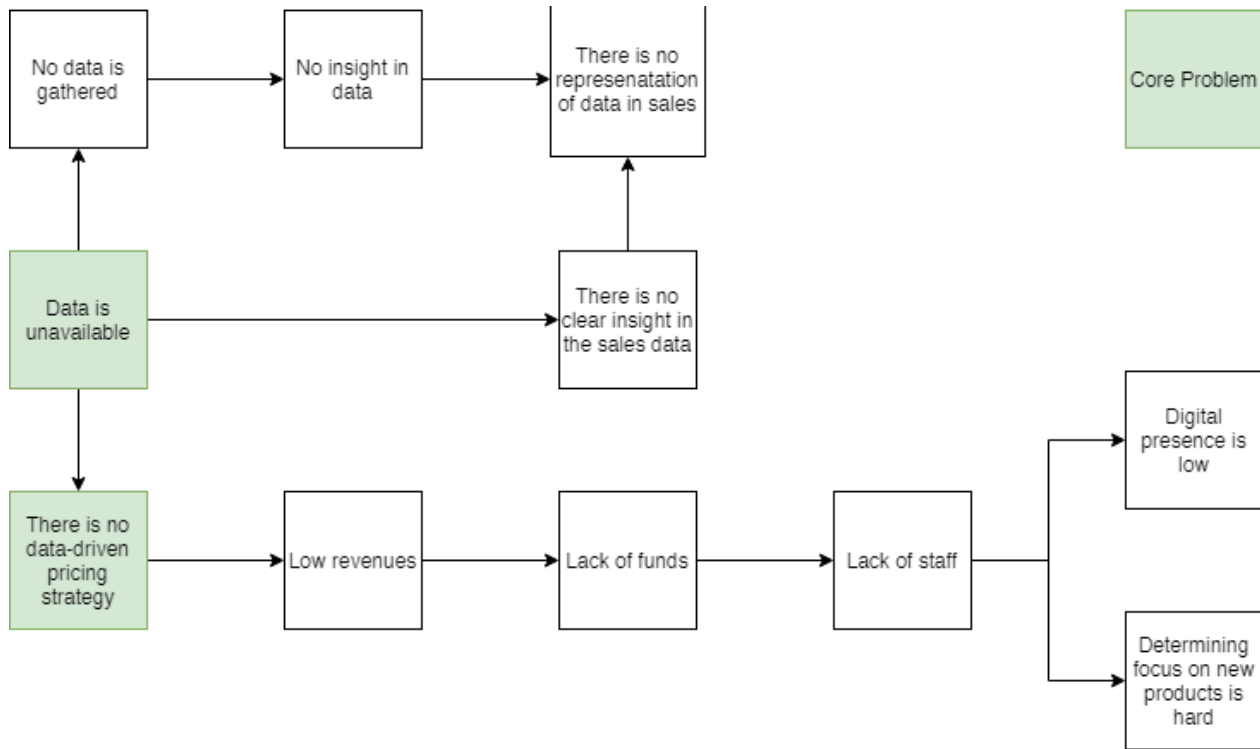 No data is
gathered
No insight in
data
There is no
represenatation
of data in sales
Core Problem
Data is
unavailable
There is no
clear insight in
the sales data
Digital
presence is
low
There is no
data-driven
pricing
strategy
Low revenues
Lack of funds
Lack of staff
Determining
focus on new
products is
hard